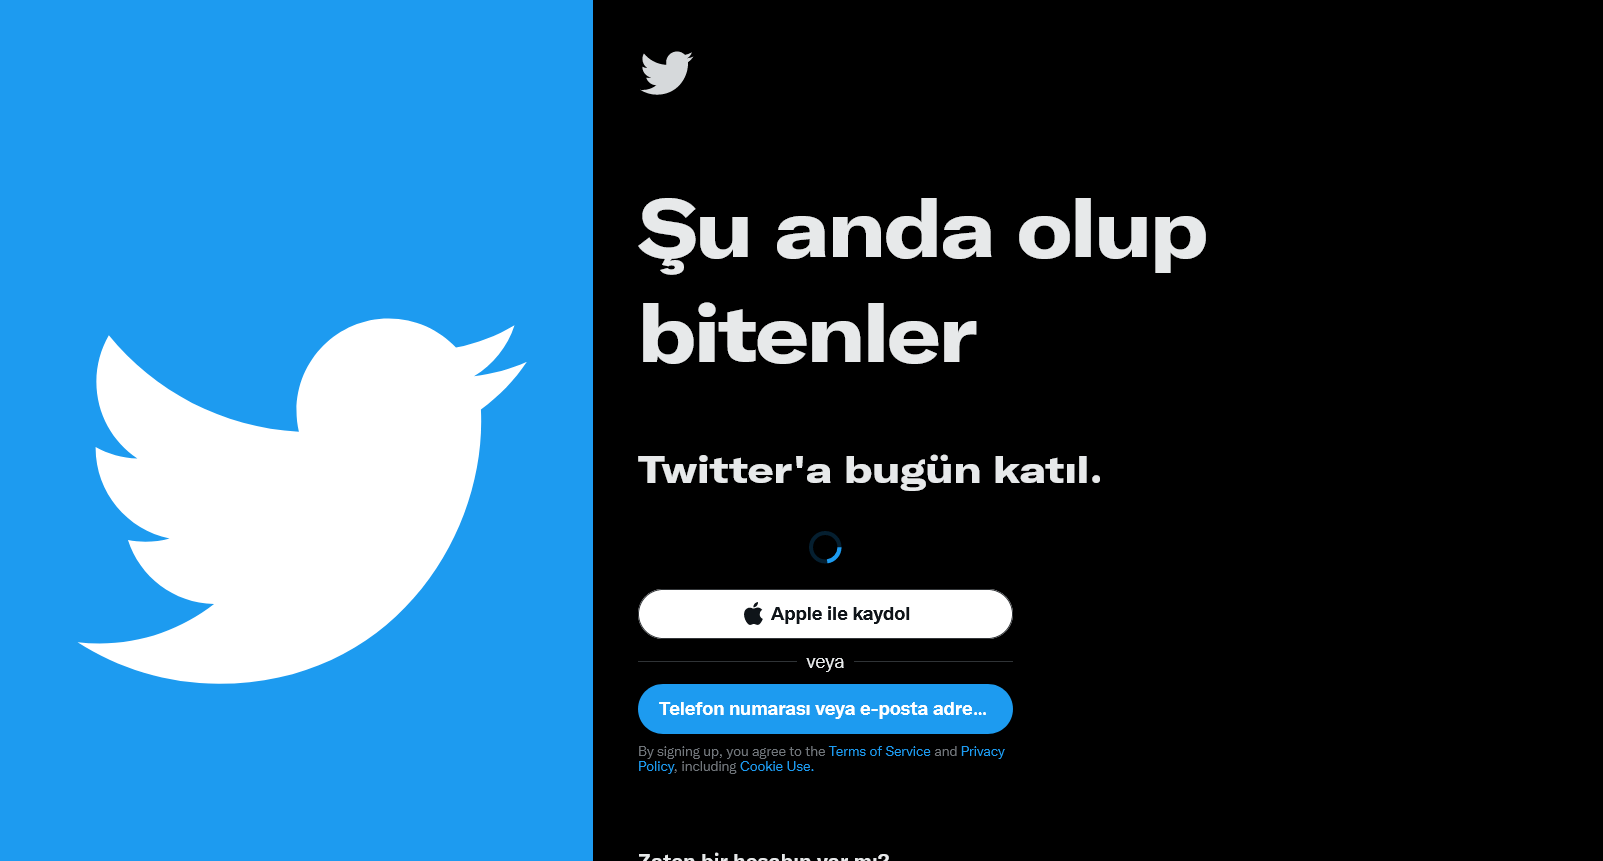 Şu anda olup
bitenler
Twitter'a bugün katıl.
Apple ile kaydol
veya
Telefon numarası veya e-posta adre...
By signing up, you agree to the Terms of Service and Privacy
Policy, including Cookie Use.
Zaten bir hesabın var mı?